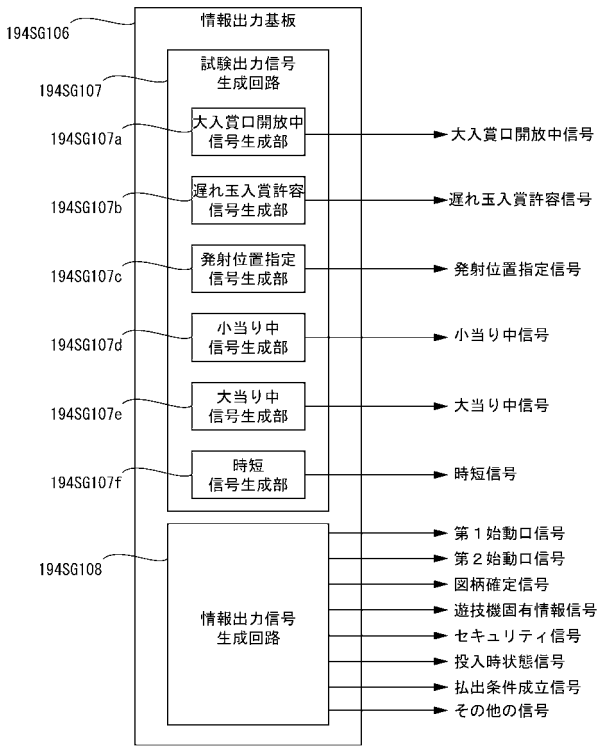 情報出力基板
194SG106
試験出力信号
生成回路
194SG107
大入賞口開放中
信号生成部
194SG107a
大入賞口開放中信号
遅れ玉入賞許容
信号生成部
194SG107b
遅れ玉入賞許容信号
発射位置指定
信号生成部
194SG107c
発射位置指定信号
小当り中
信号生成部
194SG107d
小当り中信号
大当り中
信号生成部
194SG107e
大当り中信号
時短
信号生成部
194SG107f
時短信号
194SG108
情報出力信号
生成回路
第1始動口信号
第2始動口信号
図柄確定信号
遊技機固有情報信号
セキュリティ信号
投入時状態信号
払出条件成立信号
その他の信号